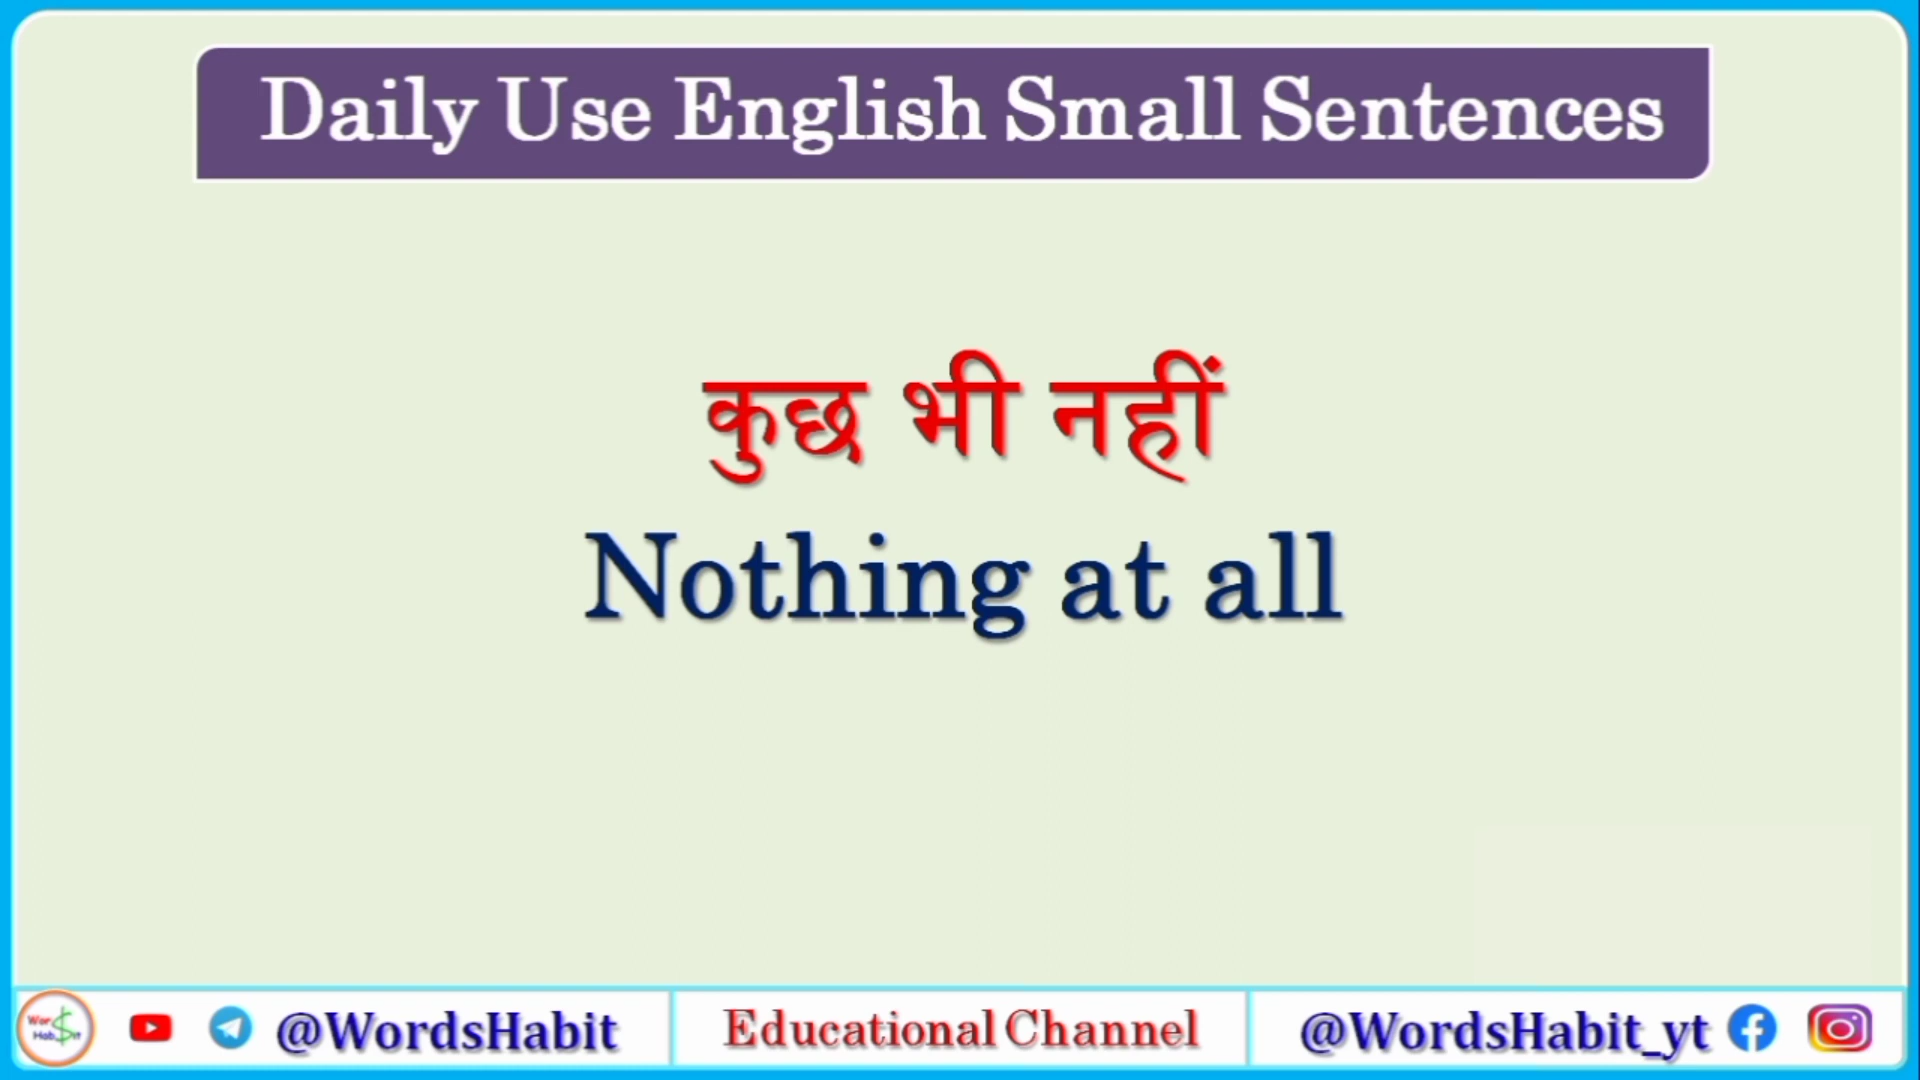 Daily Use English Small Sentences
कुछ भी नहीं
Nothing at all
@WordsHabit
Educational Channel
@WordsHabit_yt